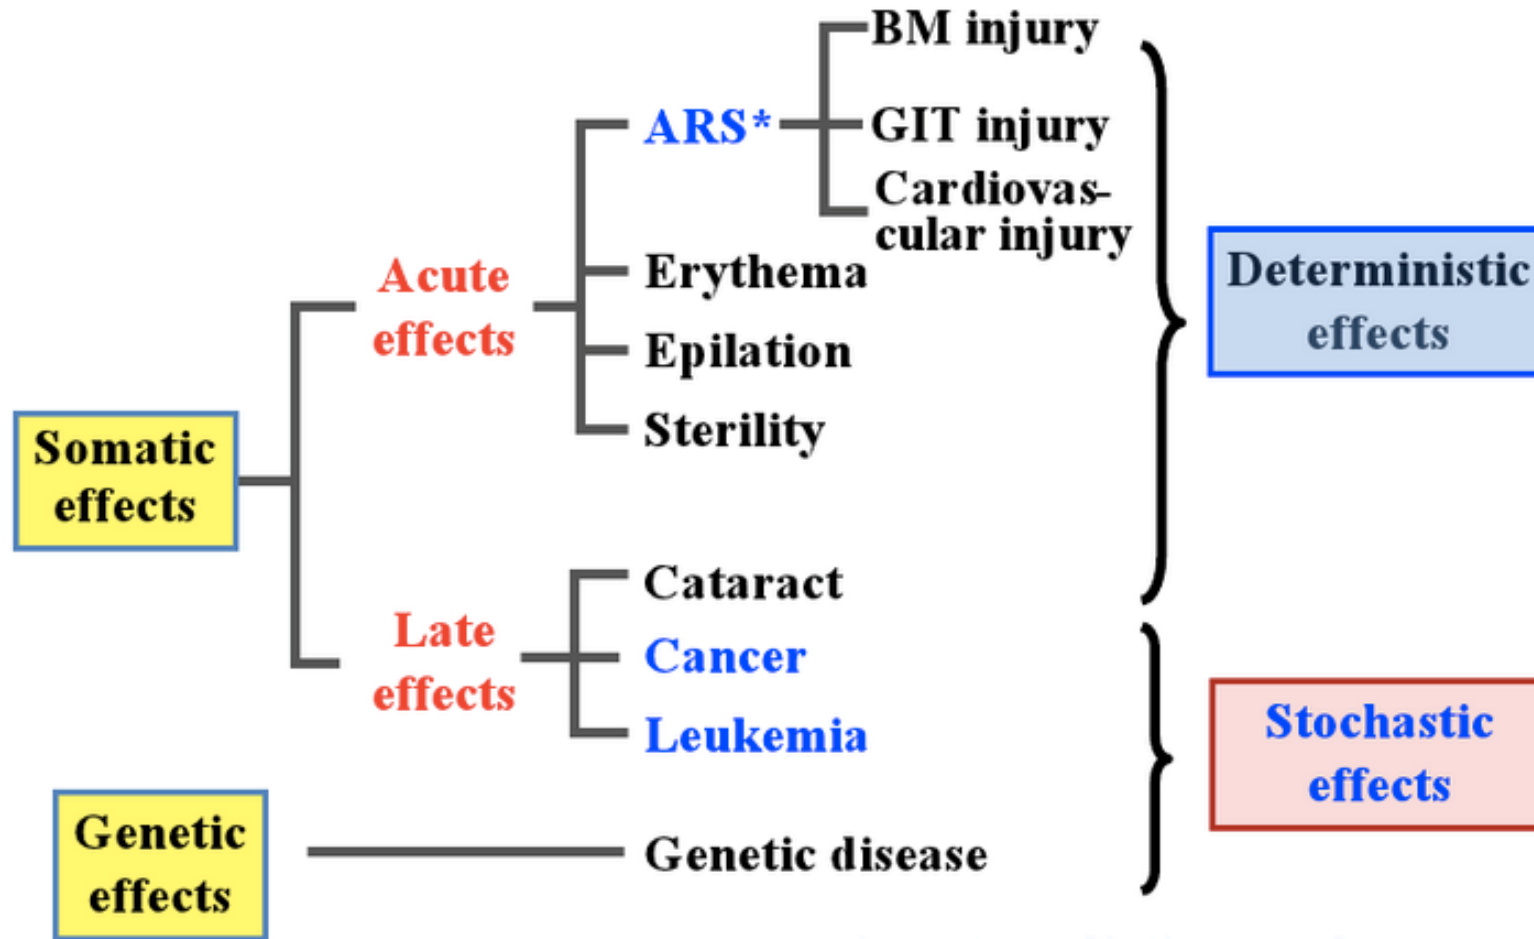 BM injury
ARS*
GIT injury
Cardiovas-
cular injury
Erythema
Acute
effects
Epilation
Sterility
Deterministic
effects
Somatic
effects
Cataract
Late
effects
Cancer
Leukemia
Stochastic
effects
Genetic
effects
Genetic disease